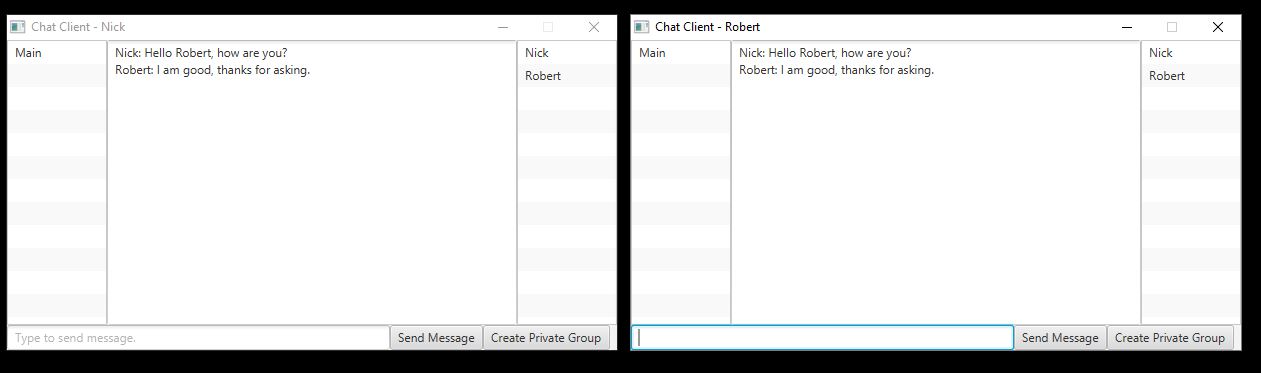 Chat Client - Nick
Main
Nick: Hello Robert, how are you?
Robert: I am good, thanks for asking.
Nick
Robert
Type to send message.
Send Message
Create Private Group
Chat Client - Robert
Main
Nick: Hello Robert, how are you?
Robert: I am good, thanks for asking.
Nick
Robert
Send Message
Create Private Group